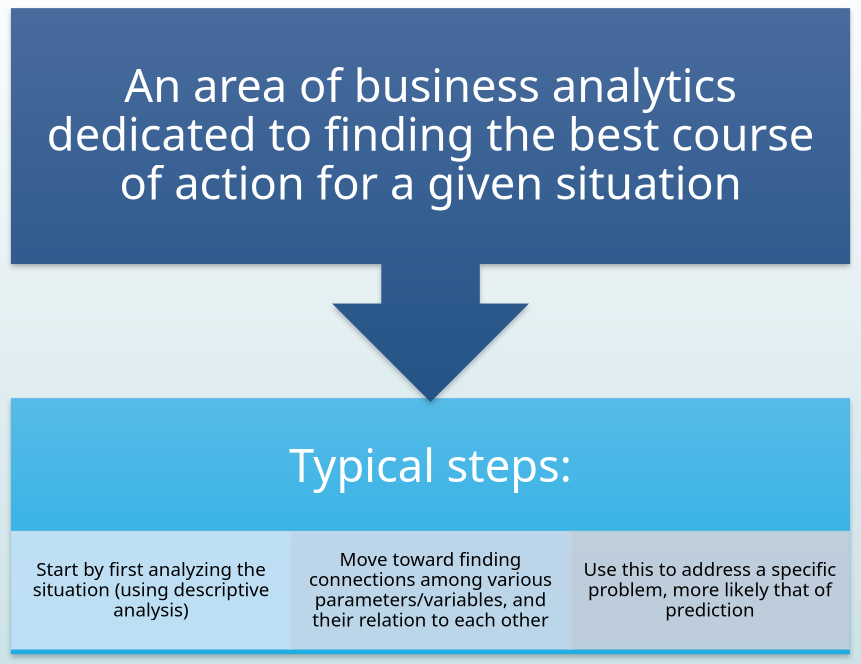 An area of business analytics
dedicated to finding the best course
of action for a given situation
Typical steps:
Start by first analyzing the
situation (using descriptive
analysis)
Move toward finding
connections among various
parameters/variables, and
their relation to each other
Use this to address a specific
problem, more likely that of
prediction